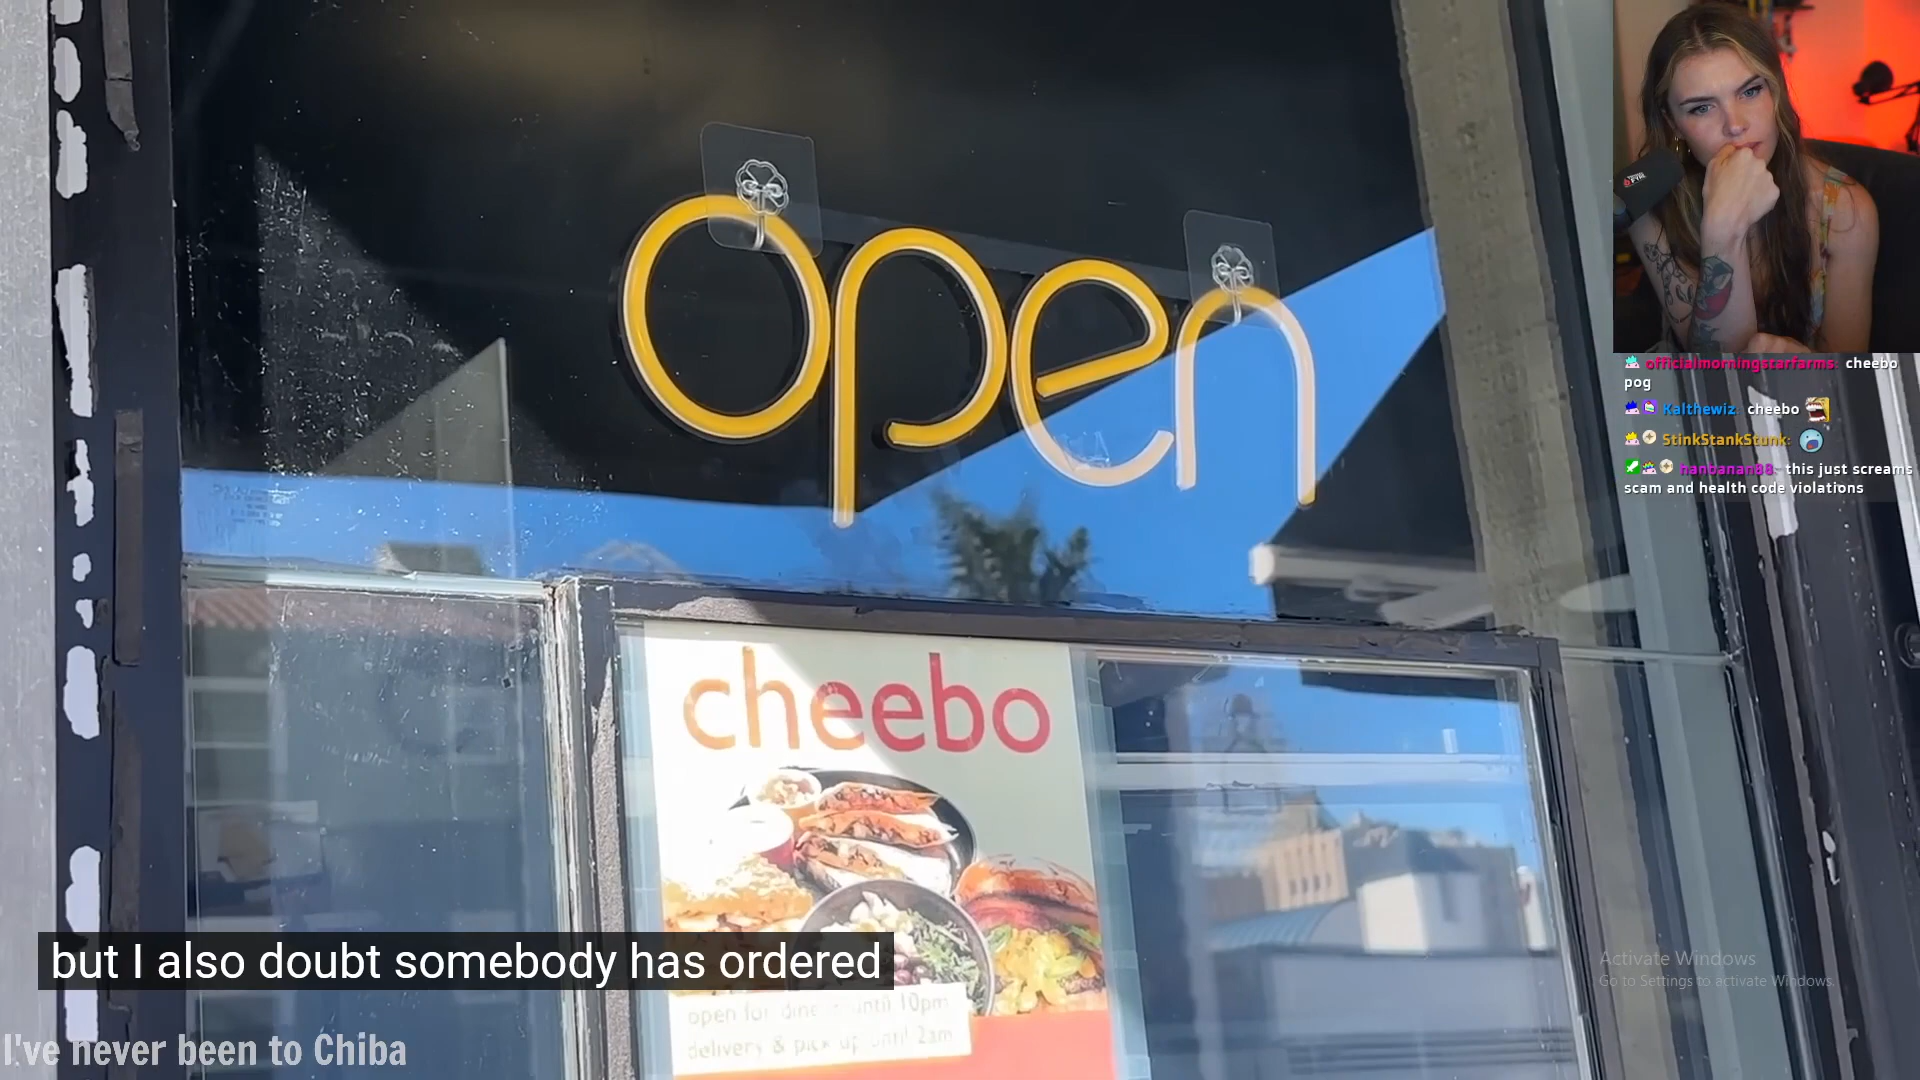 open
cheebo
open for dine in until 10pm
delivery & pick up until 2am
but I also doubt somebody has ordered
I've never been to Chiba
officialmorningstarfarms: cheebo
pog
Kalthewiz: cheebo
StinkStankStunk:
hanbanan88: this just screams
scam and health code violations
Activate Windows
Go to Settings to activate Windows.